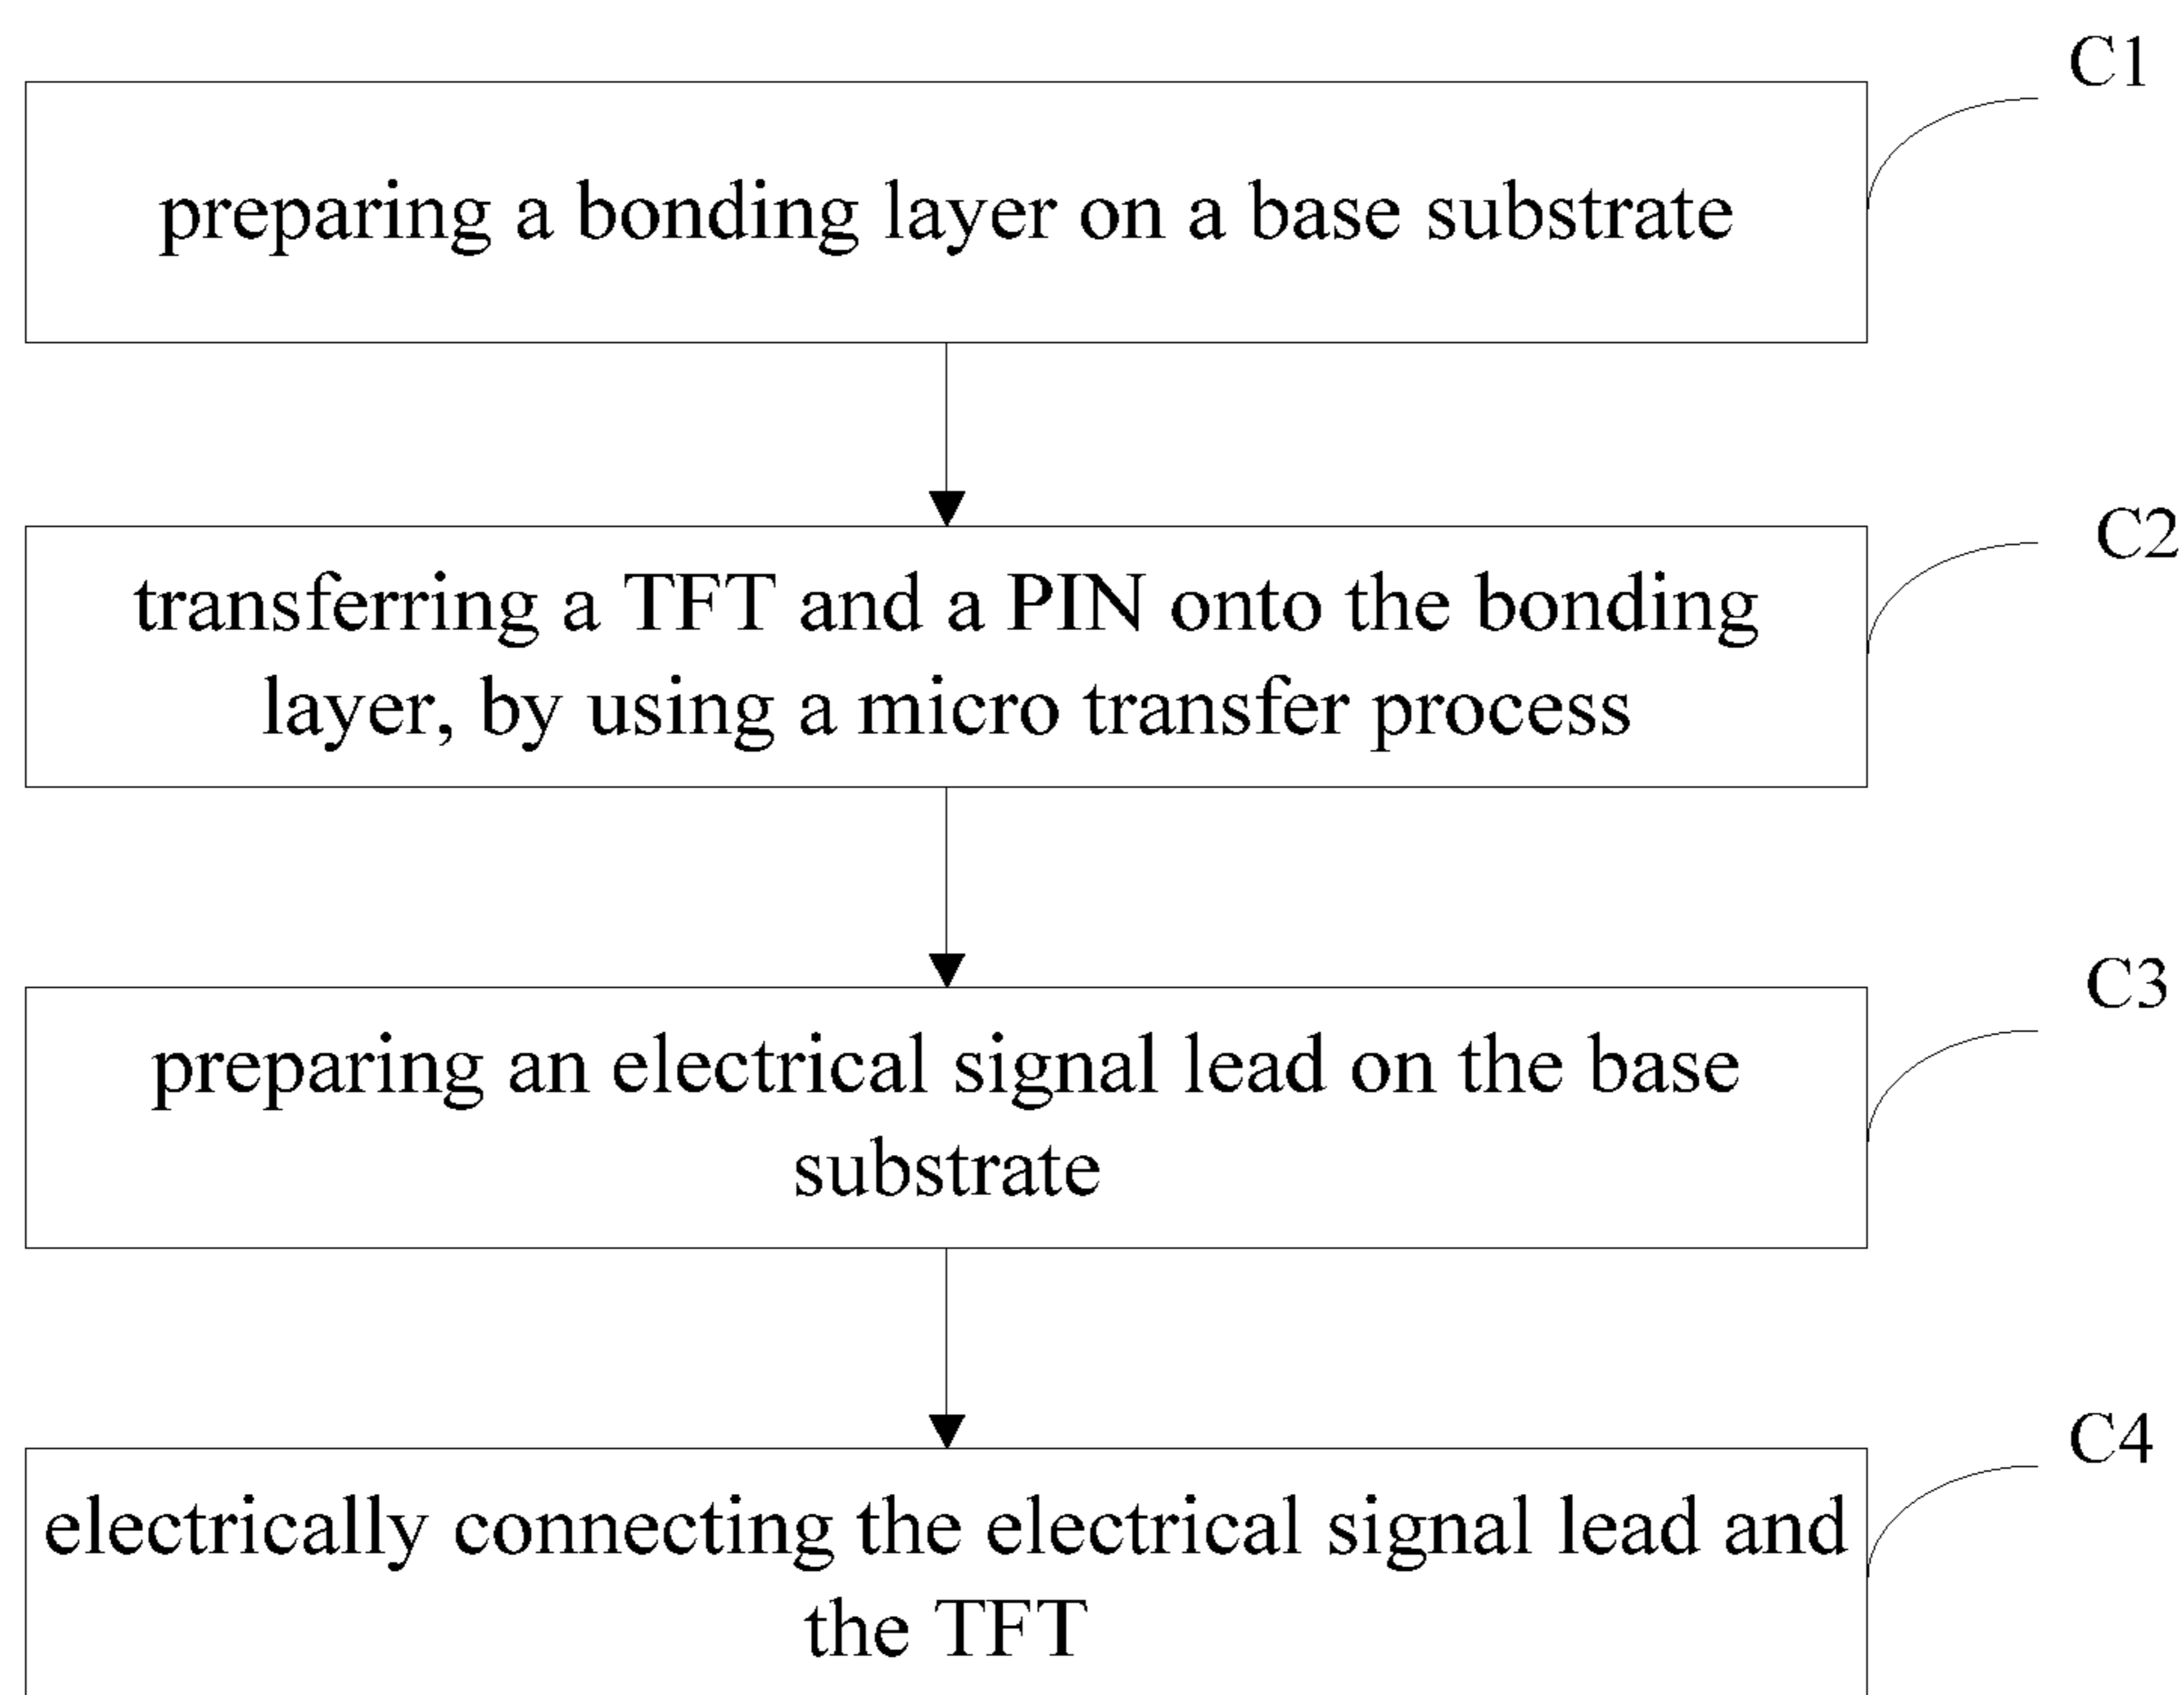 C1
preparing a bonding layer on a base substrate
C2
transferring a TFT and a PIN onto the bonding
layer, by using a micro transfer process
C3
preparing an electrical signal lead on the base
substrate
C4
electrically connecting the electrical signal lead and
the TFT